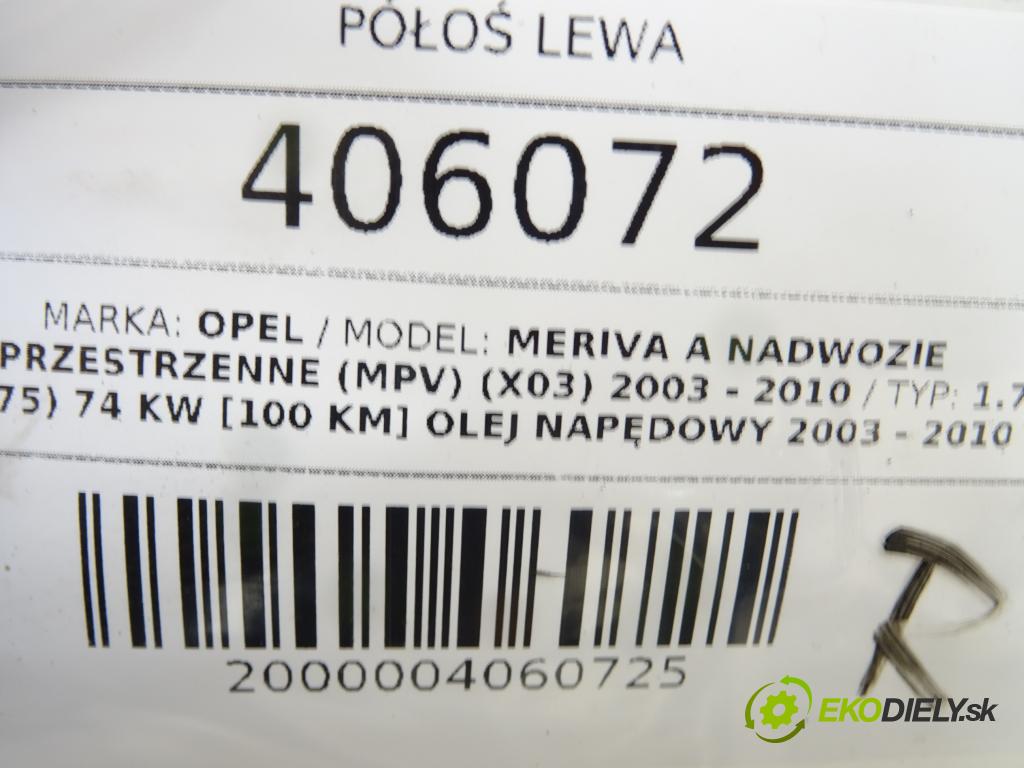 PÓŁOŚ LEWA
406072
MARKA: OPEL / MODEL: MERIVA A NADWOZIE
PRZESTRZENNE (MPV) (X03) 2003 - 2010 / TYP: 1.7
75) 74 KW [100 KM] OLEJ NAPĘDOWY 2003 - 2010
2000004060725
R
EKODIELY.sk